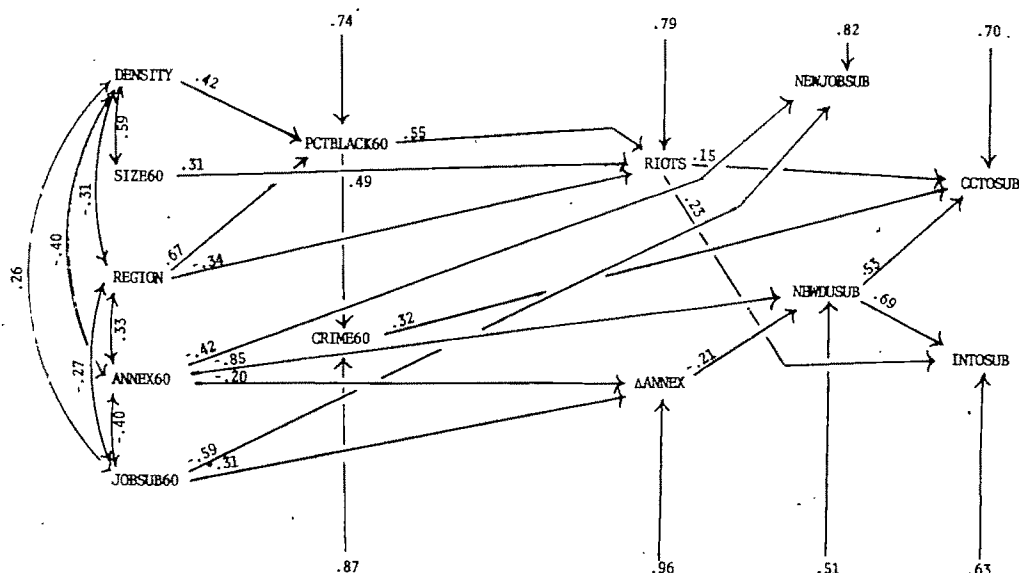 .74
.79
.82
.70
DENSITY
.42
NEWJOBSUB
.59
PCTBLACK60
.55
RIOTS
.15
SIZE60
.31
.49
CCTOSUB
-.31
-.40
.23
.67
REGION
-.34
.26
NEWDUSUB
.53
.69
.33
CRIME60
.32
-.42
-.85
-.27
ANNEX60
-.20
ΔANNEX
-.21
INTOSUB
-.40
-.59
JOBSUB60
.87
.96
.51
.63